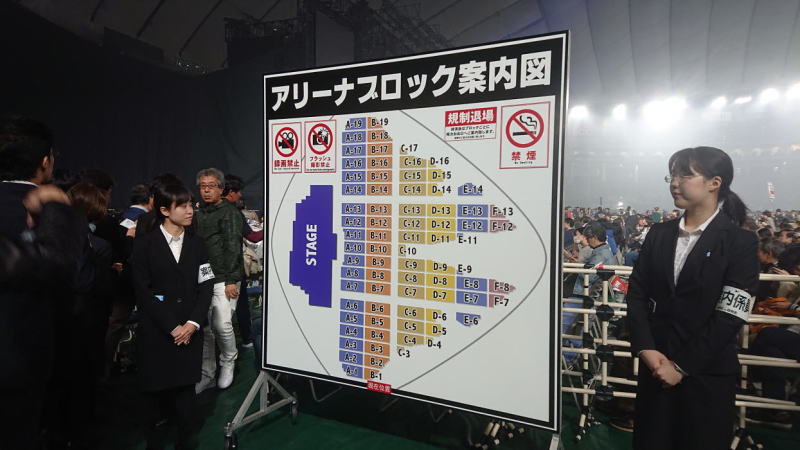 アリーナブロック案内図
録画禁止
フラッシュ
撮影禁止
規制退場
禁煙
No Smoking
A-19 B-19
A-18 B-18
A-17 B-17 C-17
A-16 B-16 C-16 D-16
A-15 B-15 C-15 D-15
A-14 B-14 C-14 D-14 E-14
A-13 B-13 C-13 D-13 E-13 F-13
A-12 B-12 C-12 D-12 E-12 F-12
A-11 B-11 C-11 D-11 E-11
A-10 B-10 C-10
A-9 B-9 C-9 D-9 E-9
A-8 B-8 C-8 D-8 E-8 F-8
A-7 B-7 C-7 D-7 E-7 F-7
A-6 B-6 C-6 D-6 E-6
A-5 B-5 C-5 D-5
A-4 B-4 C-4 D-4
A-3 B-3 C-3
A-2 B-2
A-1 B-1
STAGE
現在位置
案内
内係